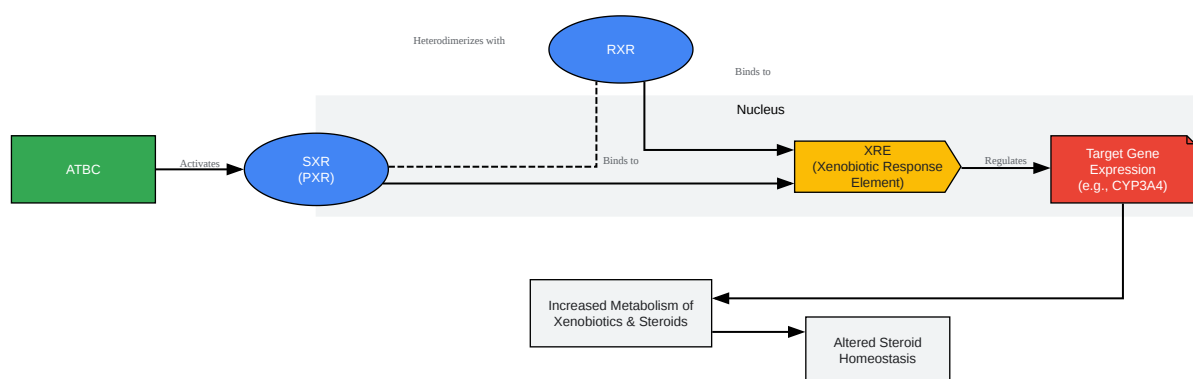 Heterodimerizes with
RXR
Binds to
Nucleus
ATBC
Activates
SXR
(PXR)
Binds to
XRE
(Xenobiotic Response
Element)
Regulates
Target Gene
Expression
(e.g., CYP3A4)
Increased Metabolism of
Xenobiotics & Steroids
Altered Steroid
Homeostasis